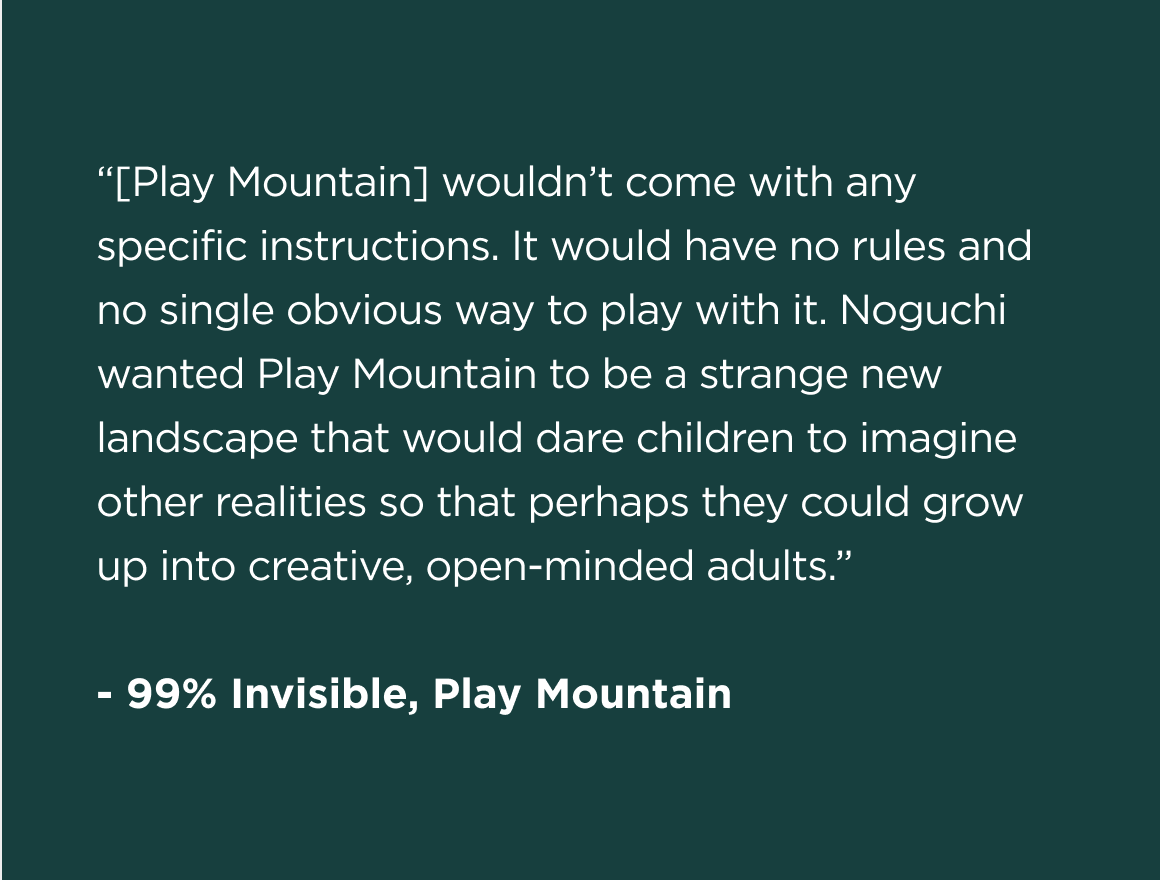 “[Play Mountain] wouldn’t come with any
specific instructions. It would have no rules and
no single obvious way to play with it. Noguchi
wanted Play Mountain to be a strange new
landscape that would dare children to imagine
other realities so that perhaps they could grow
up into creative, open-minded adults.”
- 99% Invisible, Play Mountain